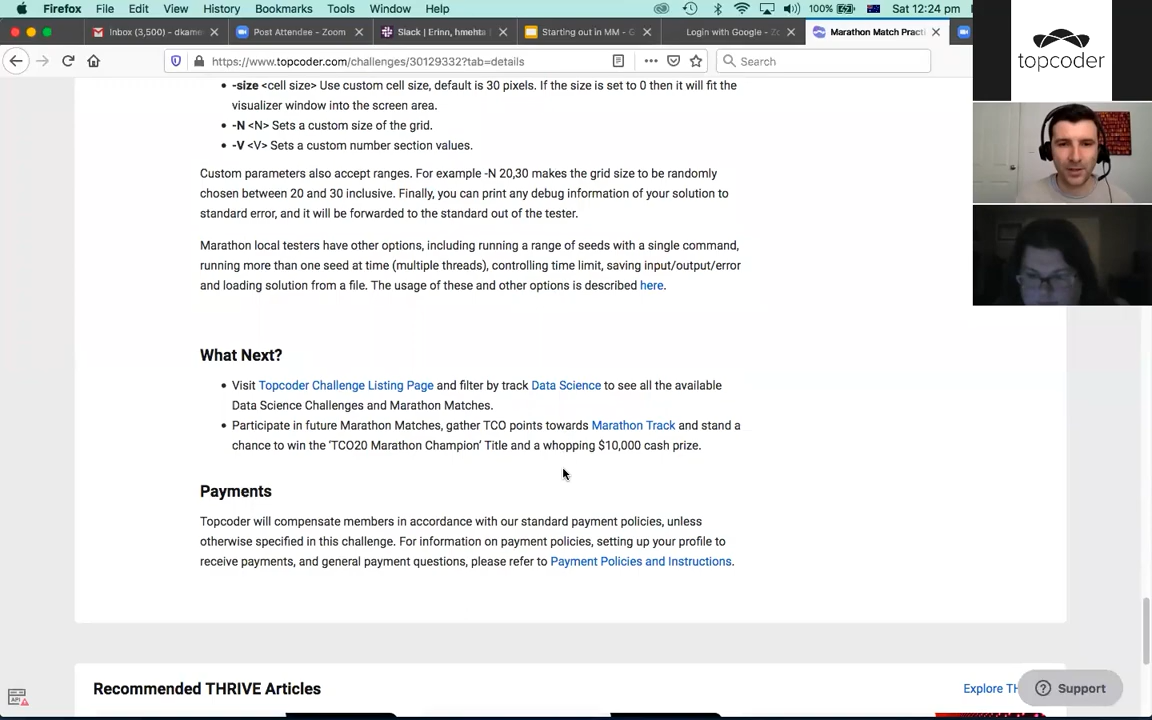 Firefox File Edit View History Bookmarks Tools Window Help 100% Sat 12:24 pm
Inbox (3,500) - dkame Post Attendee - Zoom Slack | Erinn, hmehta Starting out in MM - G Login with Google - Zo Marathon Match Practi
https://www.topcoder.com/challenges/30129332?tab=details Search
topcoder
-size <cell size> Use custom cell size, default is 30 pixels. If the size is set to 0 then it will fit the
visualizer window into the screen area.
-N <N> Sets a custom size of the grid.
-V <V> Sets a custom number section values.
Custom parameters also accept ranges. For example -N 20,30 makes the grid size to be randomly
chosen between 20 and 30 inclusive. Finally, you can print any debug information of your solution to
standard error, and it will be forwarded to the standard out of the tester.
Marathon local testers have other options, including running a range of seeds with a single command,
running more than one seed at time (multiple threads), controlling time limit, saving input/output/error
and loading solution from a file. The usage of these and other options is described here.
What Next?
Visit Topcoder Challenge Listing Page and filter by track Data Science to see all the available
Data Science Challenges and Marathon Matches.
Participate in future Marathon Matches, gather TCO points towards Marathon Track and stand a
chance to win the ‘TCO20 Marathon Champion’ Title and a whopping $10,000 cash prize.
Payments
Topcoder will compensate members in accordance with our standard payment policies, unless
otherwise specified in this challenge. For information on payment policies, setting up your profile to
receive payments, and general payment questions, please refer to Payment Policies and Instructions.
Recommended THRIVE Articles
Explore TH
Support
API